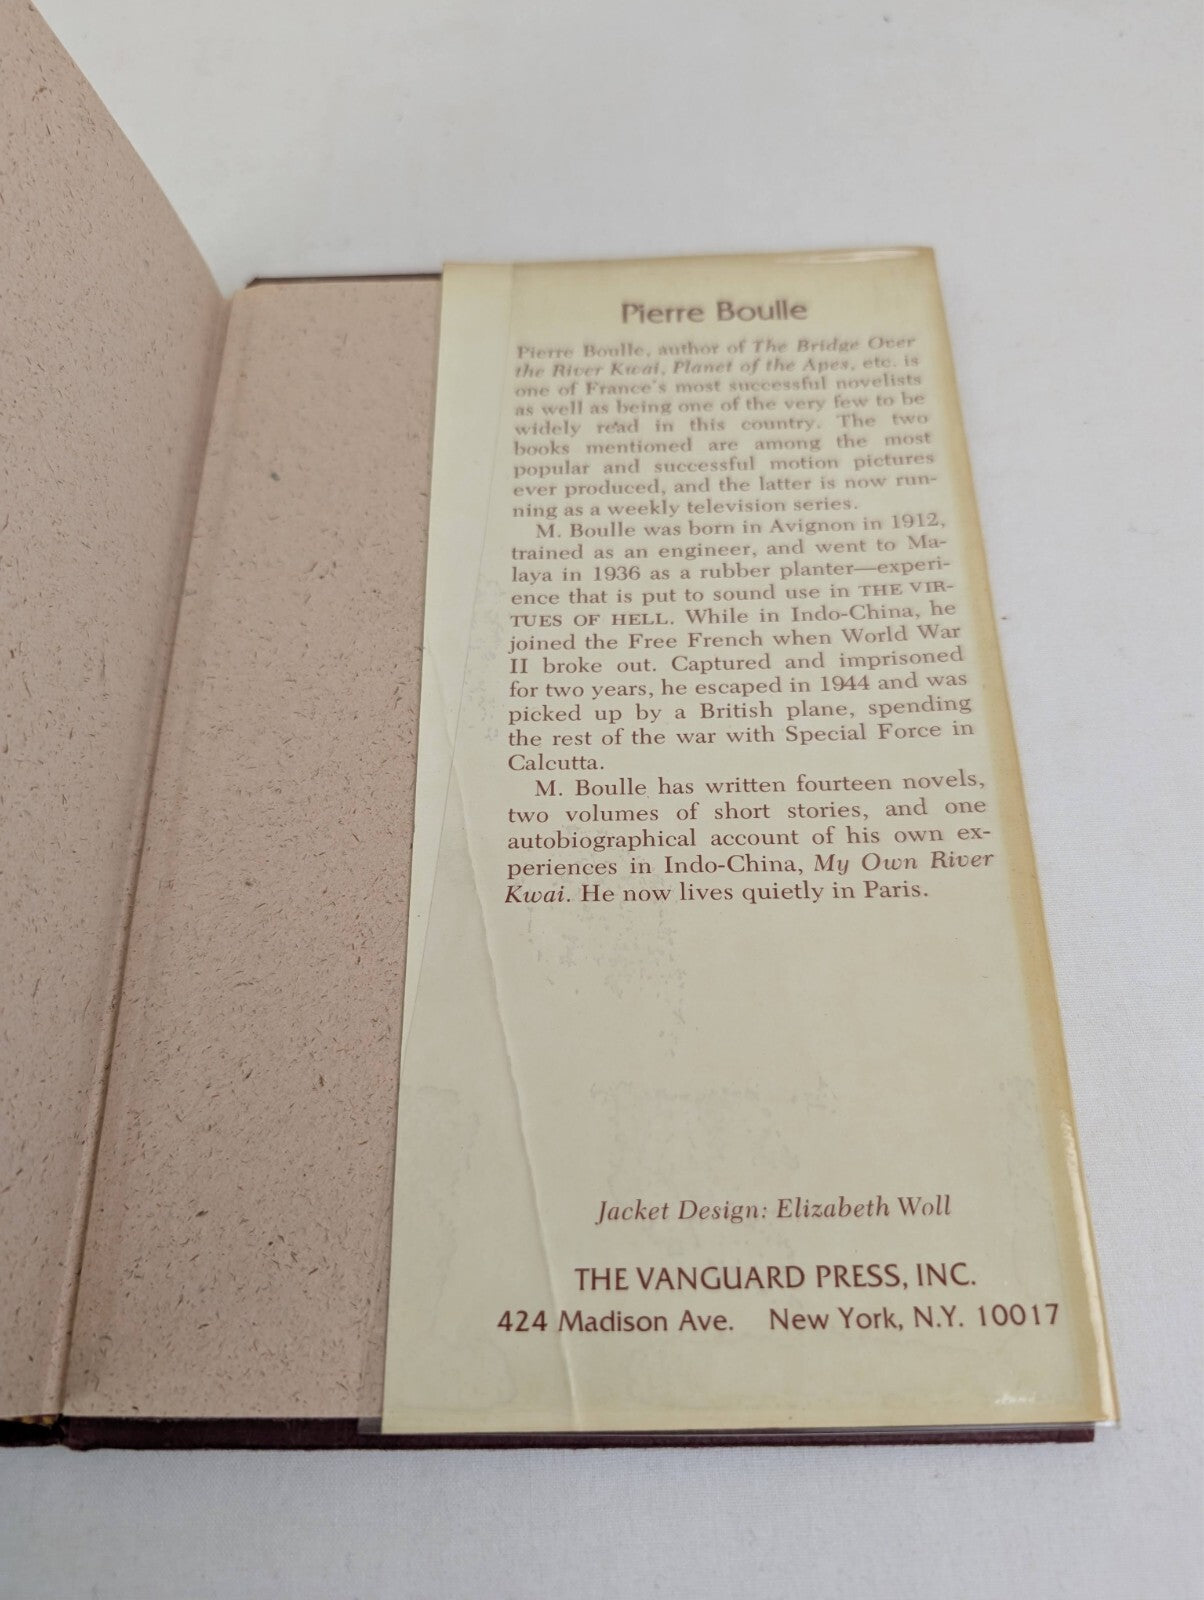 Pierre Boulle
Pierre Boulle, author of The Bridge Over
the River Kwai, Planet of the Apes, etc. is
one of France's most successful novelists
as well as being one of the very few to be
widely read in this country. The two
books mentioned are among the most
popular and successful motion pictures
ever produced, and the latter is now run-
ning as a weekly television series.
M. Boulle was born in Avignon in 1912,
trained as an engineer, and went to Ma-
laya in 1936 as a rubber planter—experi-
ence that is put to sound use in THE VIR-
TUES OF HELL. While in Indo-China, he
joined the Free French when World War
II broke out. Captured and imprisoned
for two years, he escaped in 1944 and was
picked up by a British plane, spending
the rest of the war with Special Force in
Calcutta.
M. Boulle has written fourteen novels,
two volumes of short stories, and one
autobiographical account of his own ex-
periences in Indo-China, My Own River
Kwai. He now lives quietly in Paris.
Jacket Design: Elizabeth Woll
THE VANGUARD PRESS, INC.
424 Madison Ave. New York, N.Y. 10017